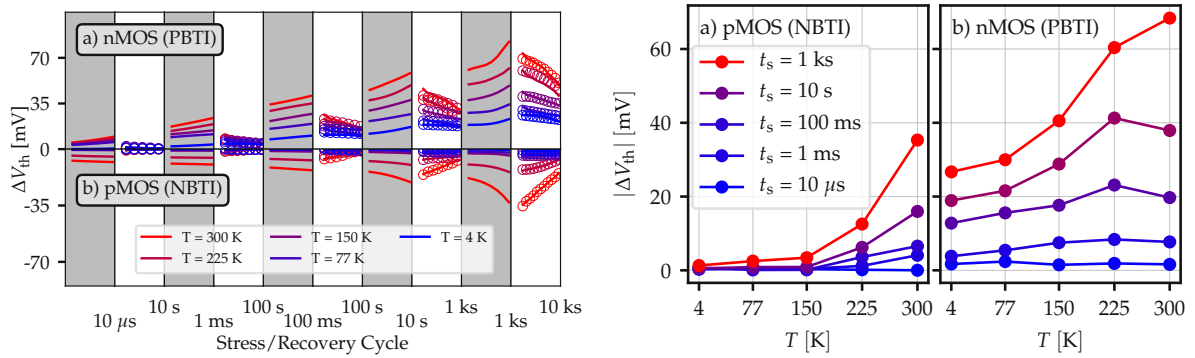 a) nMOS (PBTI)
b) pMOS (NBTI)
ΔVth [mV]
70
35
0
-35
-70
T = 300 K
T = 225 K
T = 150 K
T = 77 K
T = 4 K
10 μs
10 s
1 ms
100 s
100 ms
100 s
10 s
1 ks
1 ks
10 ks
Stress/Recovery Cycle
a) pMOS (NBTI)
ts = 1 ks
ts = 10 s
ts = 100 ms
ts = 1 ms
ts = 10 μs
|ΔVth| [mV]
60
40
20
0
4
77
150
225
300
T [K]
b) nMOS (PBTI)
4
77
150
225
300
T [K]